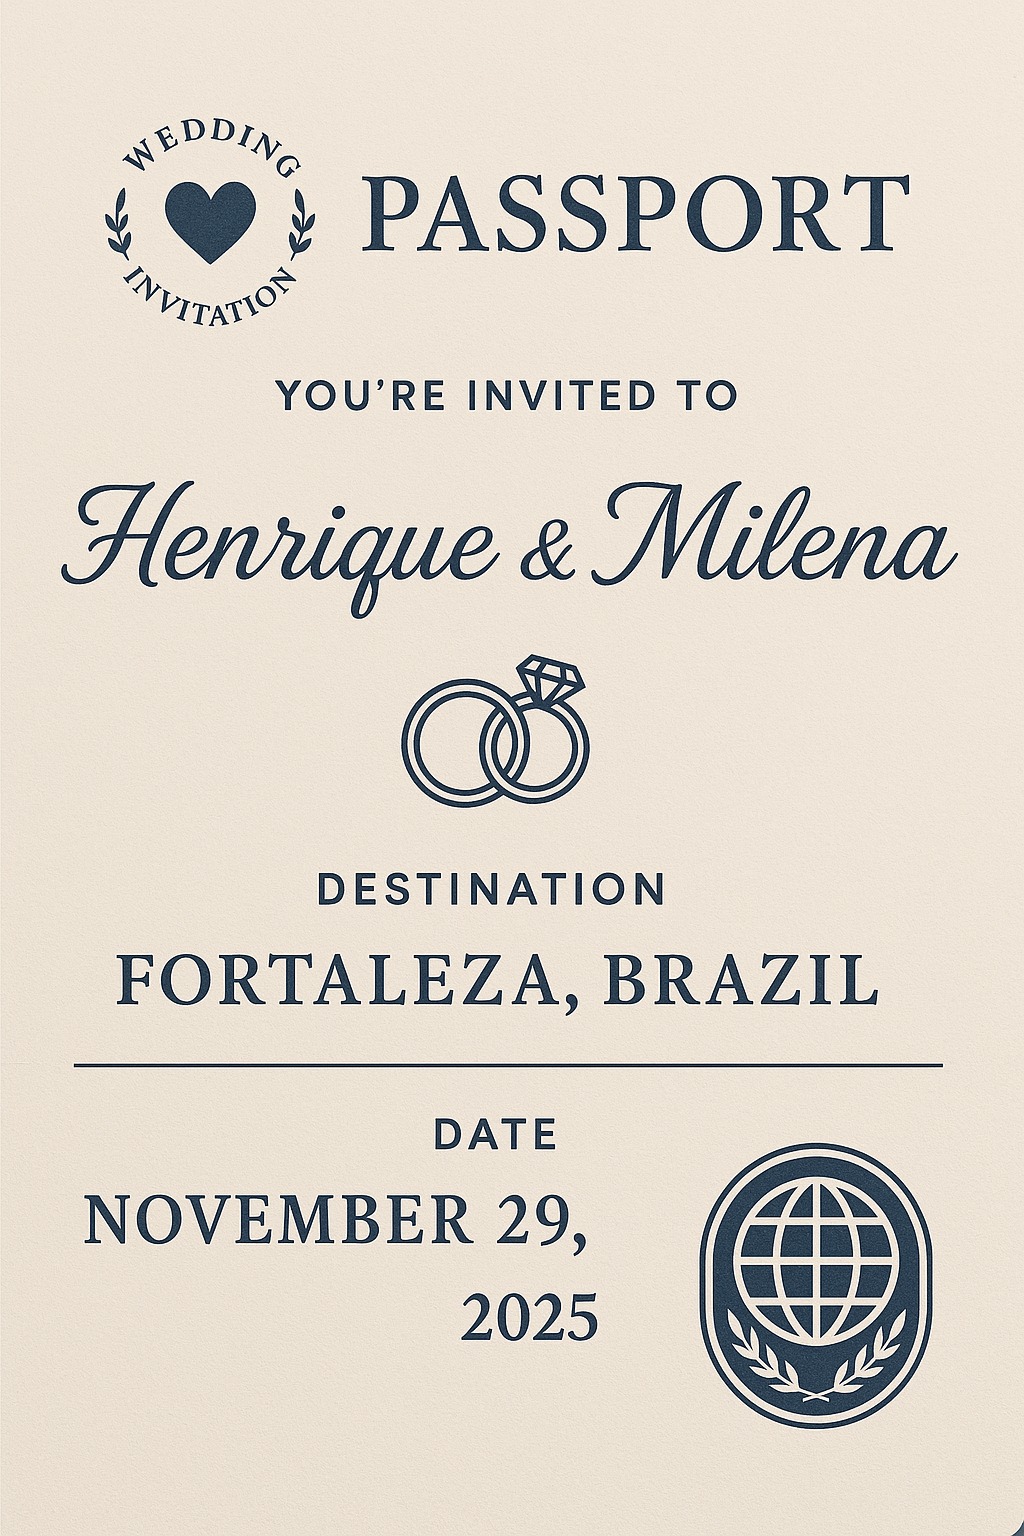 WEDDING
INVITATION
PASSPORT
YOU’RE INVITED TO
Henrique & Milena
DESTINATION
FORTALEZA, BRAZIL
DATE
NOVEMBER 29,
2025